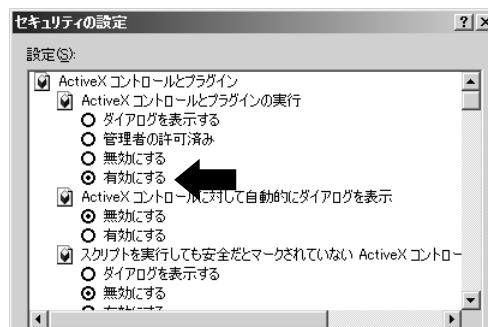 セキュリティの設定
設定(S):
ActiveX コントロールとプラグイン
ActiveX コントロールとプラグインの実行
ダイアログを表示する
管理者の許可済み
無効にする
有効にする
ActiveX コントロールに対して自動的にダイアログを表示
無効にする
有効にする
スクリプトを実行しても安全だとマークされていない ActiveX コントロー
ダイアログを表示する
無効にする